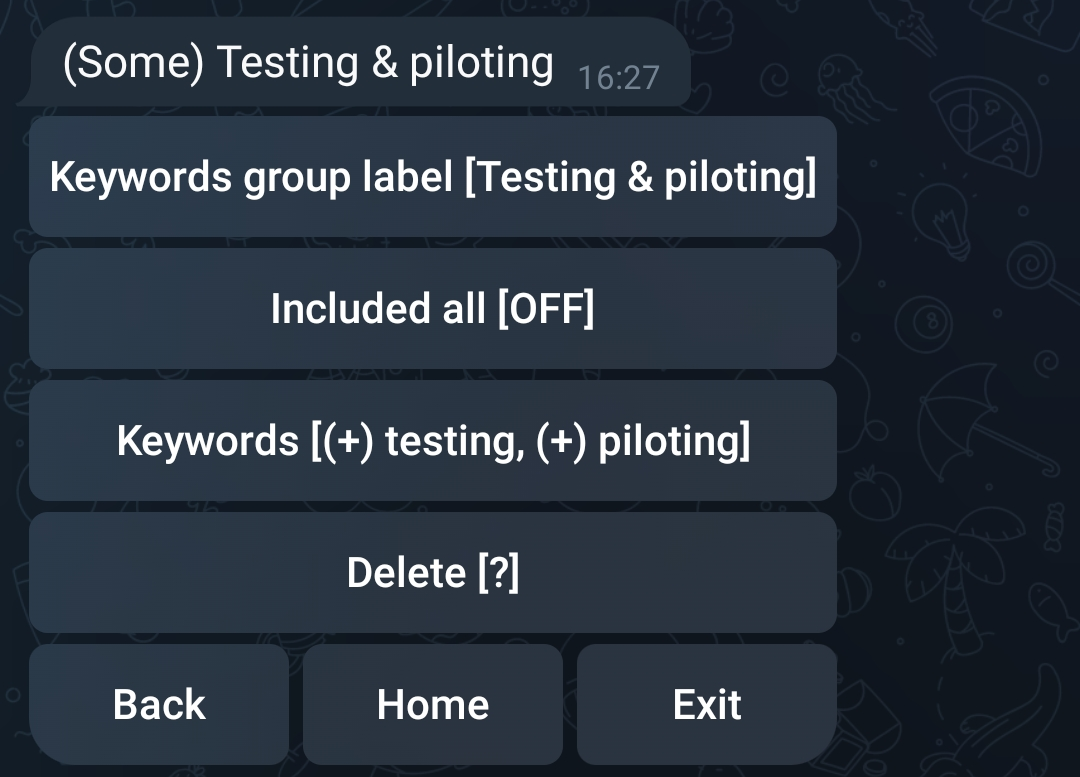 (Some) Testing & piloting 16:27
Keywords group label [Testing & piloting]
Included all [OFF]
Keywords [(+) testing, (+) piloting]
Delete [?]
Back Home Exit